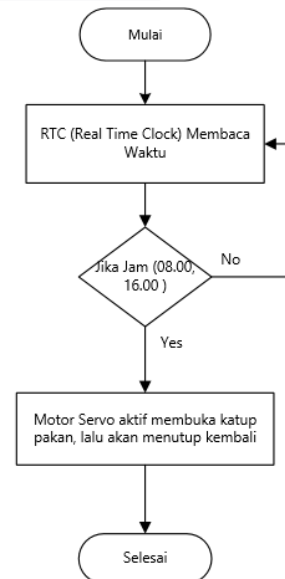 Mulai
RTC (Real Time Clock) Membaca
Waktu
Jika Jam (08.00,
16.00 )
No
Yes
Motor Servo aktif membuka katup
pakan, lalu akan menutup kembali
Selesai